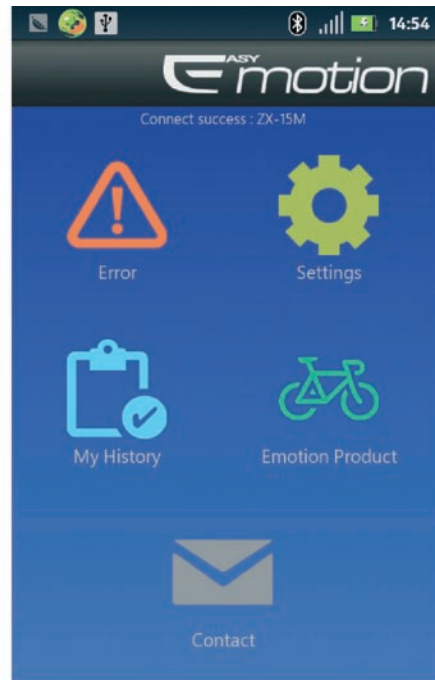 14:54
EASY
motion
Connect success : ZX-15M
Error
Settings
My History
Emotion Product
Contact